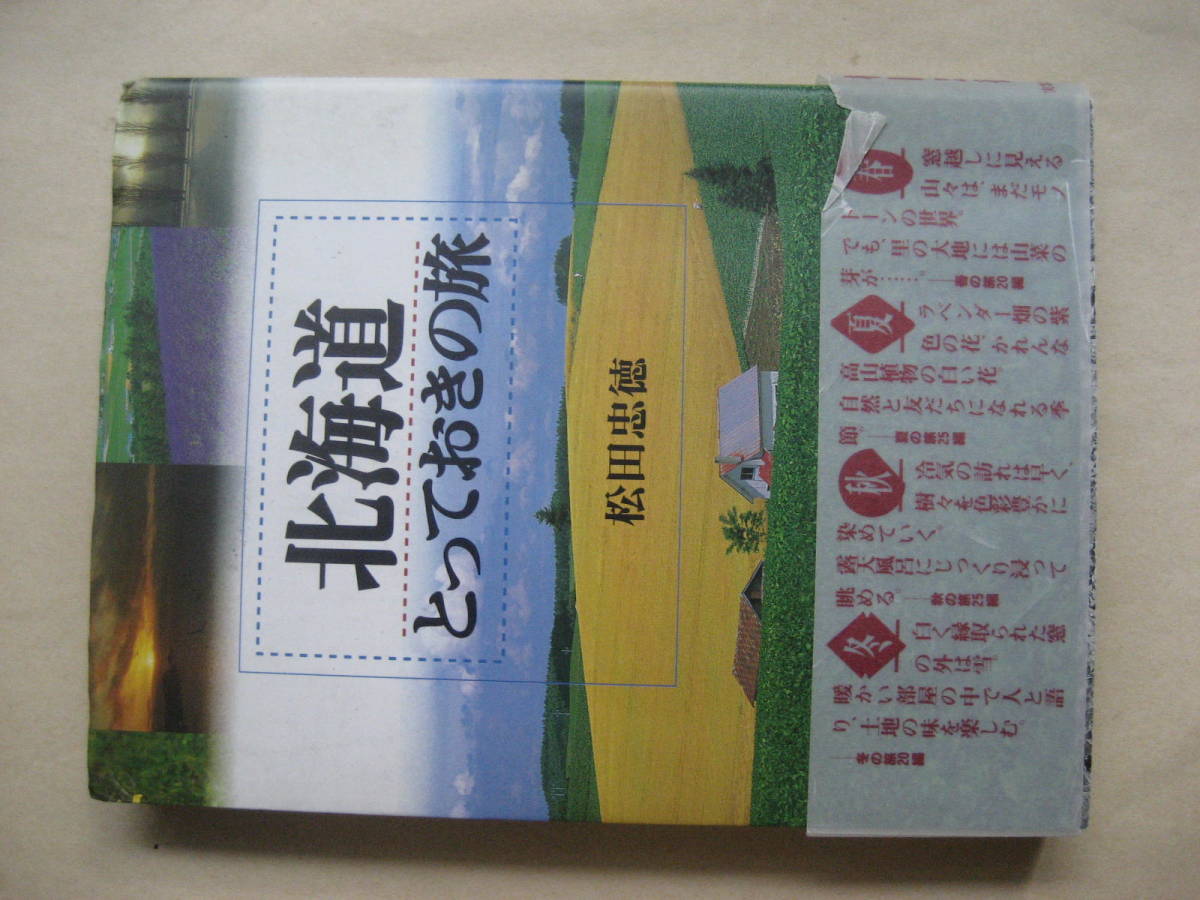 北海道
とっておきの旅
松田忠徳
春
窓越しに見える
山々は、まだモノ
トーンの世界。
でも、里の大地には山菜の
芽が……。──春の旅20編
夏
ラベンダー畑の紫
色の花、かれんな
高山植物の白い花。
自然と友だちになれる季
節。──夏の旅25編
秋
冷気の訪れは早く、
樹々を色彩豊かに
染めていく。
露天風呂にじっくり浸って
眺める。──秋の旅25編
冬
白く縁取られた窓
の外は雪。
暖かい部屋の中で人と語
り、土地の味を楽しむ。
──冬の旅20編